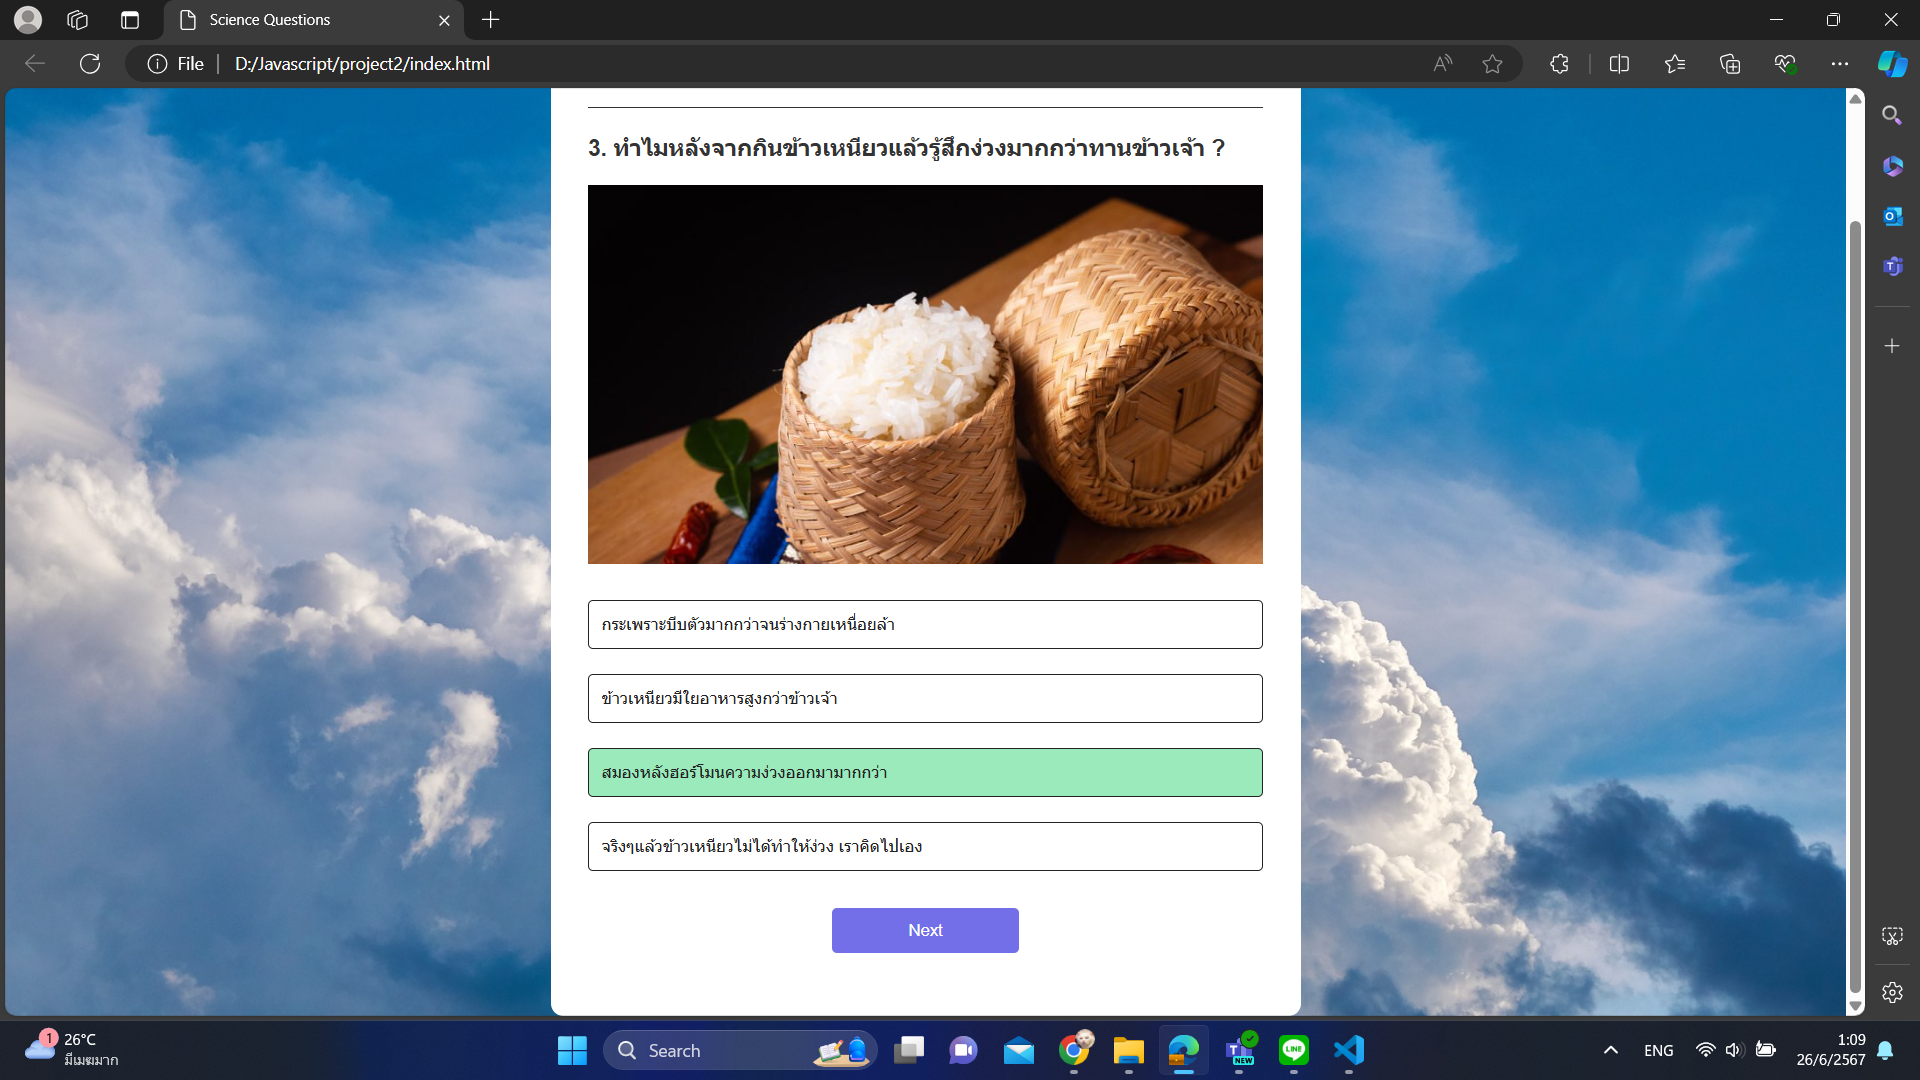 Science Questions
File
D:/Javascript/project2/index.html
3. ทำไมหลังจากกินข้าวเหนียวแล้วรู้สึกง่วงมากกว่าทานข้าวเจ้า ?
กระเพราะบีบตัวมากกว่าจนร่างกายเหนื่อยล้า
ข้าวเหนียวมีใยอาหารสูงกว่าข้าวเจ้า
สมองหลังฮอร์โมนความง่วงออกมามากกว่า
จริงๆแล้วข้าวเหนียวไม่ได้ทำให้ง่วง เราคิดไปเอง
Next
1
26°C
มีเมฆมาก
Search
NEW
LINE
ENG
1:09
26/6/2567